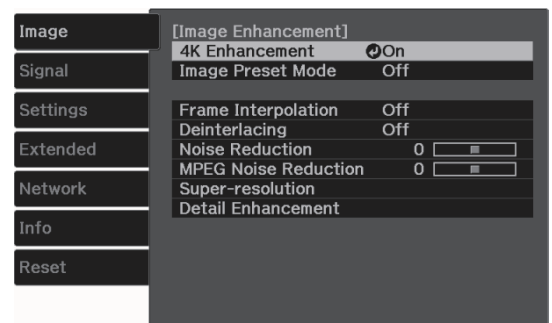 Image
Signal
Settings
Extended
Network
Info
Reset
[Image Enhancement]
4K Enhancement On
Image Preset Mode Off
Frame Interpolation Off
Deinterlacing Off
Noise Reduction 0
MPEG Noise Reduction 0
Super-resolution
Detail Enhancement